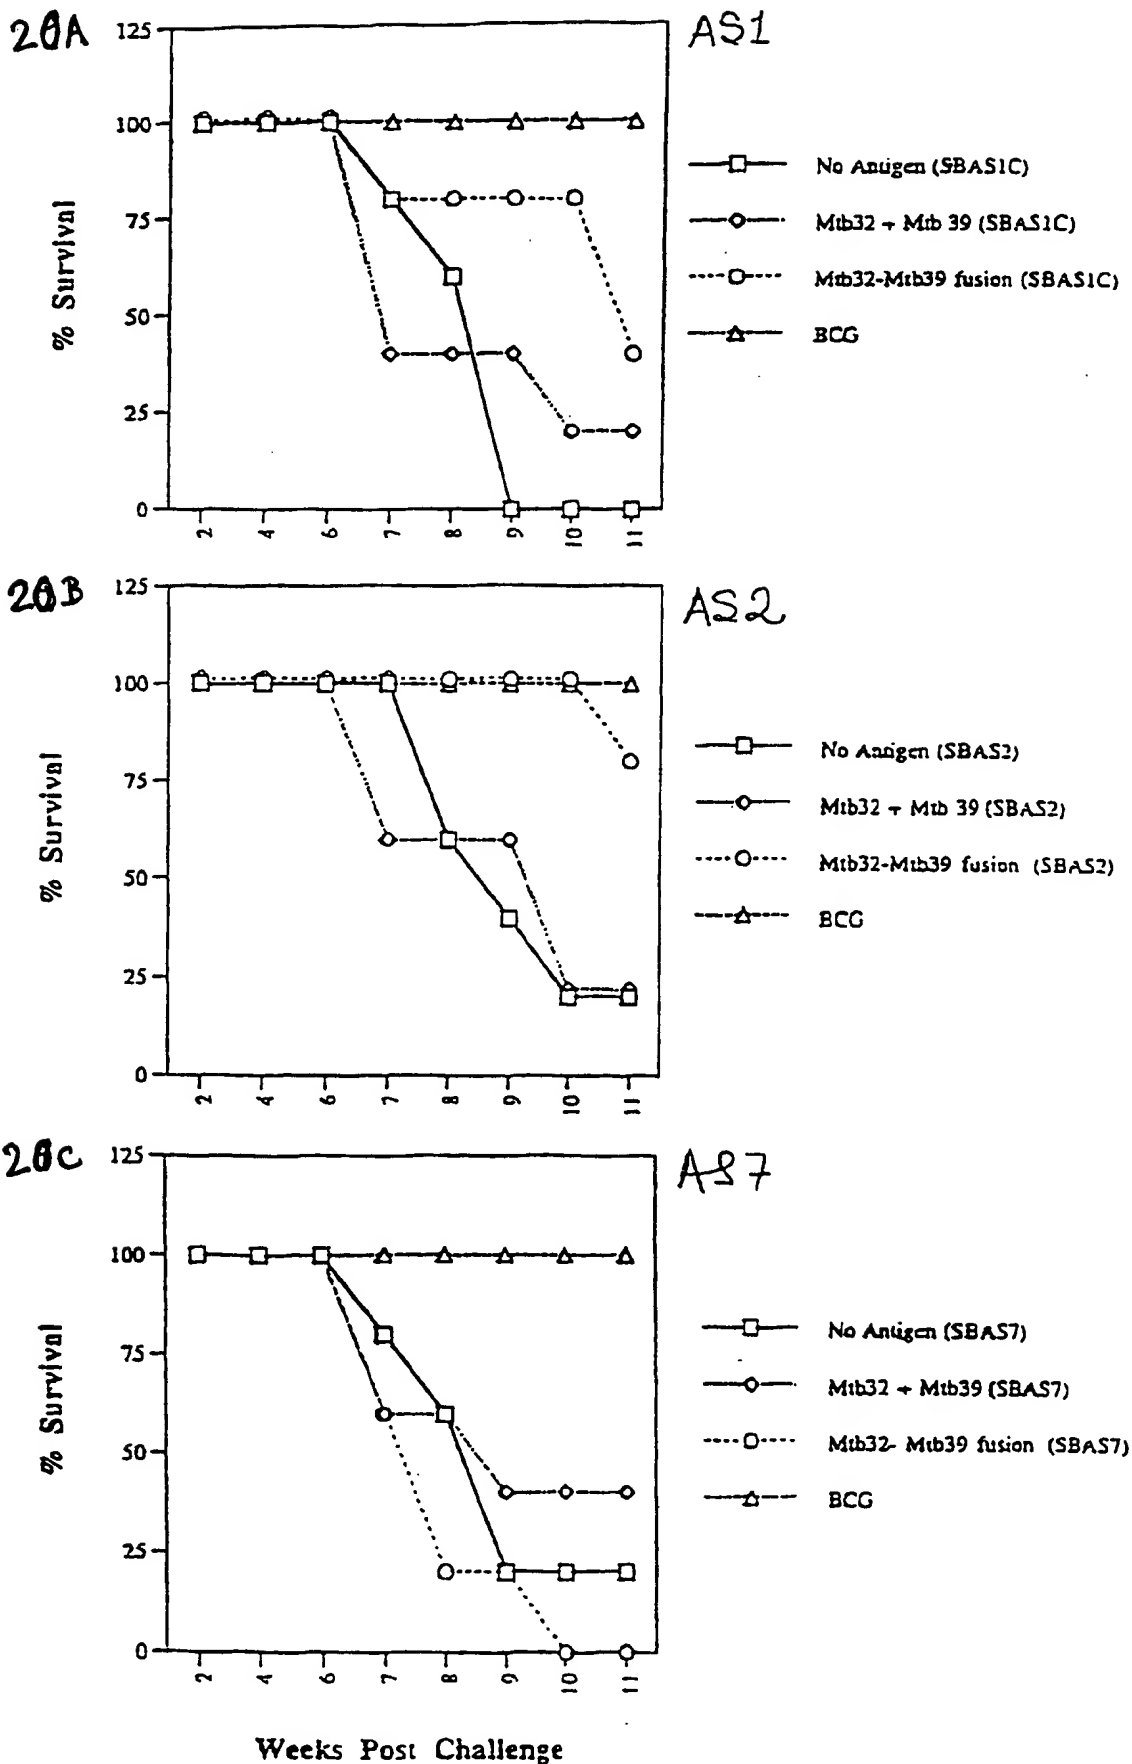 20A
AS1
125
100
75
50
25
0
% Survival
2 4 6 7 8 9 10 11
No Antigen (SBAS1C)
Mtb32 + Mtb 39 (SBAS1C)
Mtb32-Mtb39 fusion (SBAS1C)
BCG
20B
AS2
125
100
75
50
25
0
% Survival
2 4 6 7 8 9 10 11
No Antigen (SBAS2)
Mtb32 + Mtb 39 (SBAS2)
Mtb32-Mtb39 fusion (SBAS2)
BCG
20C
AS7
125
100
75
50
25
0
% Survival
2 4 6 7 8 9 10 11
No Antigen (SBAS7)
Mtb32 + Mtb39 (SBAS7)
Mtb32- Mtb39 fusion (SBAS7)
BCG
Weeks Post Challenge